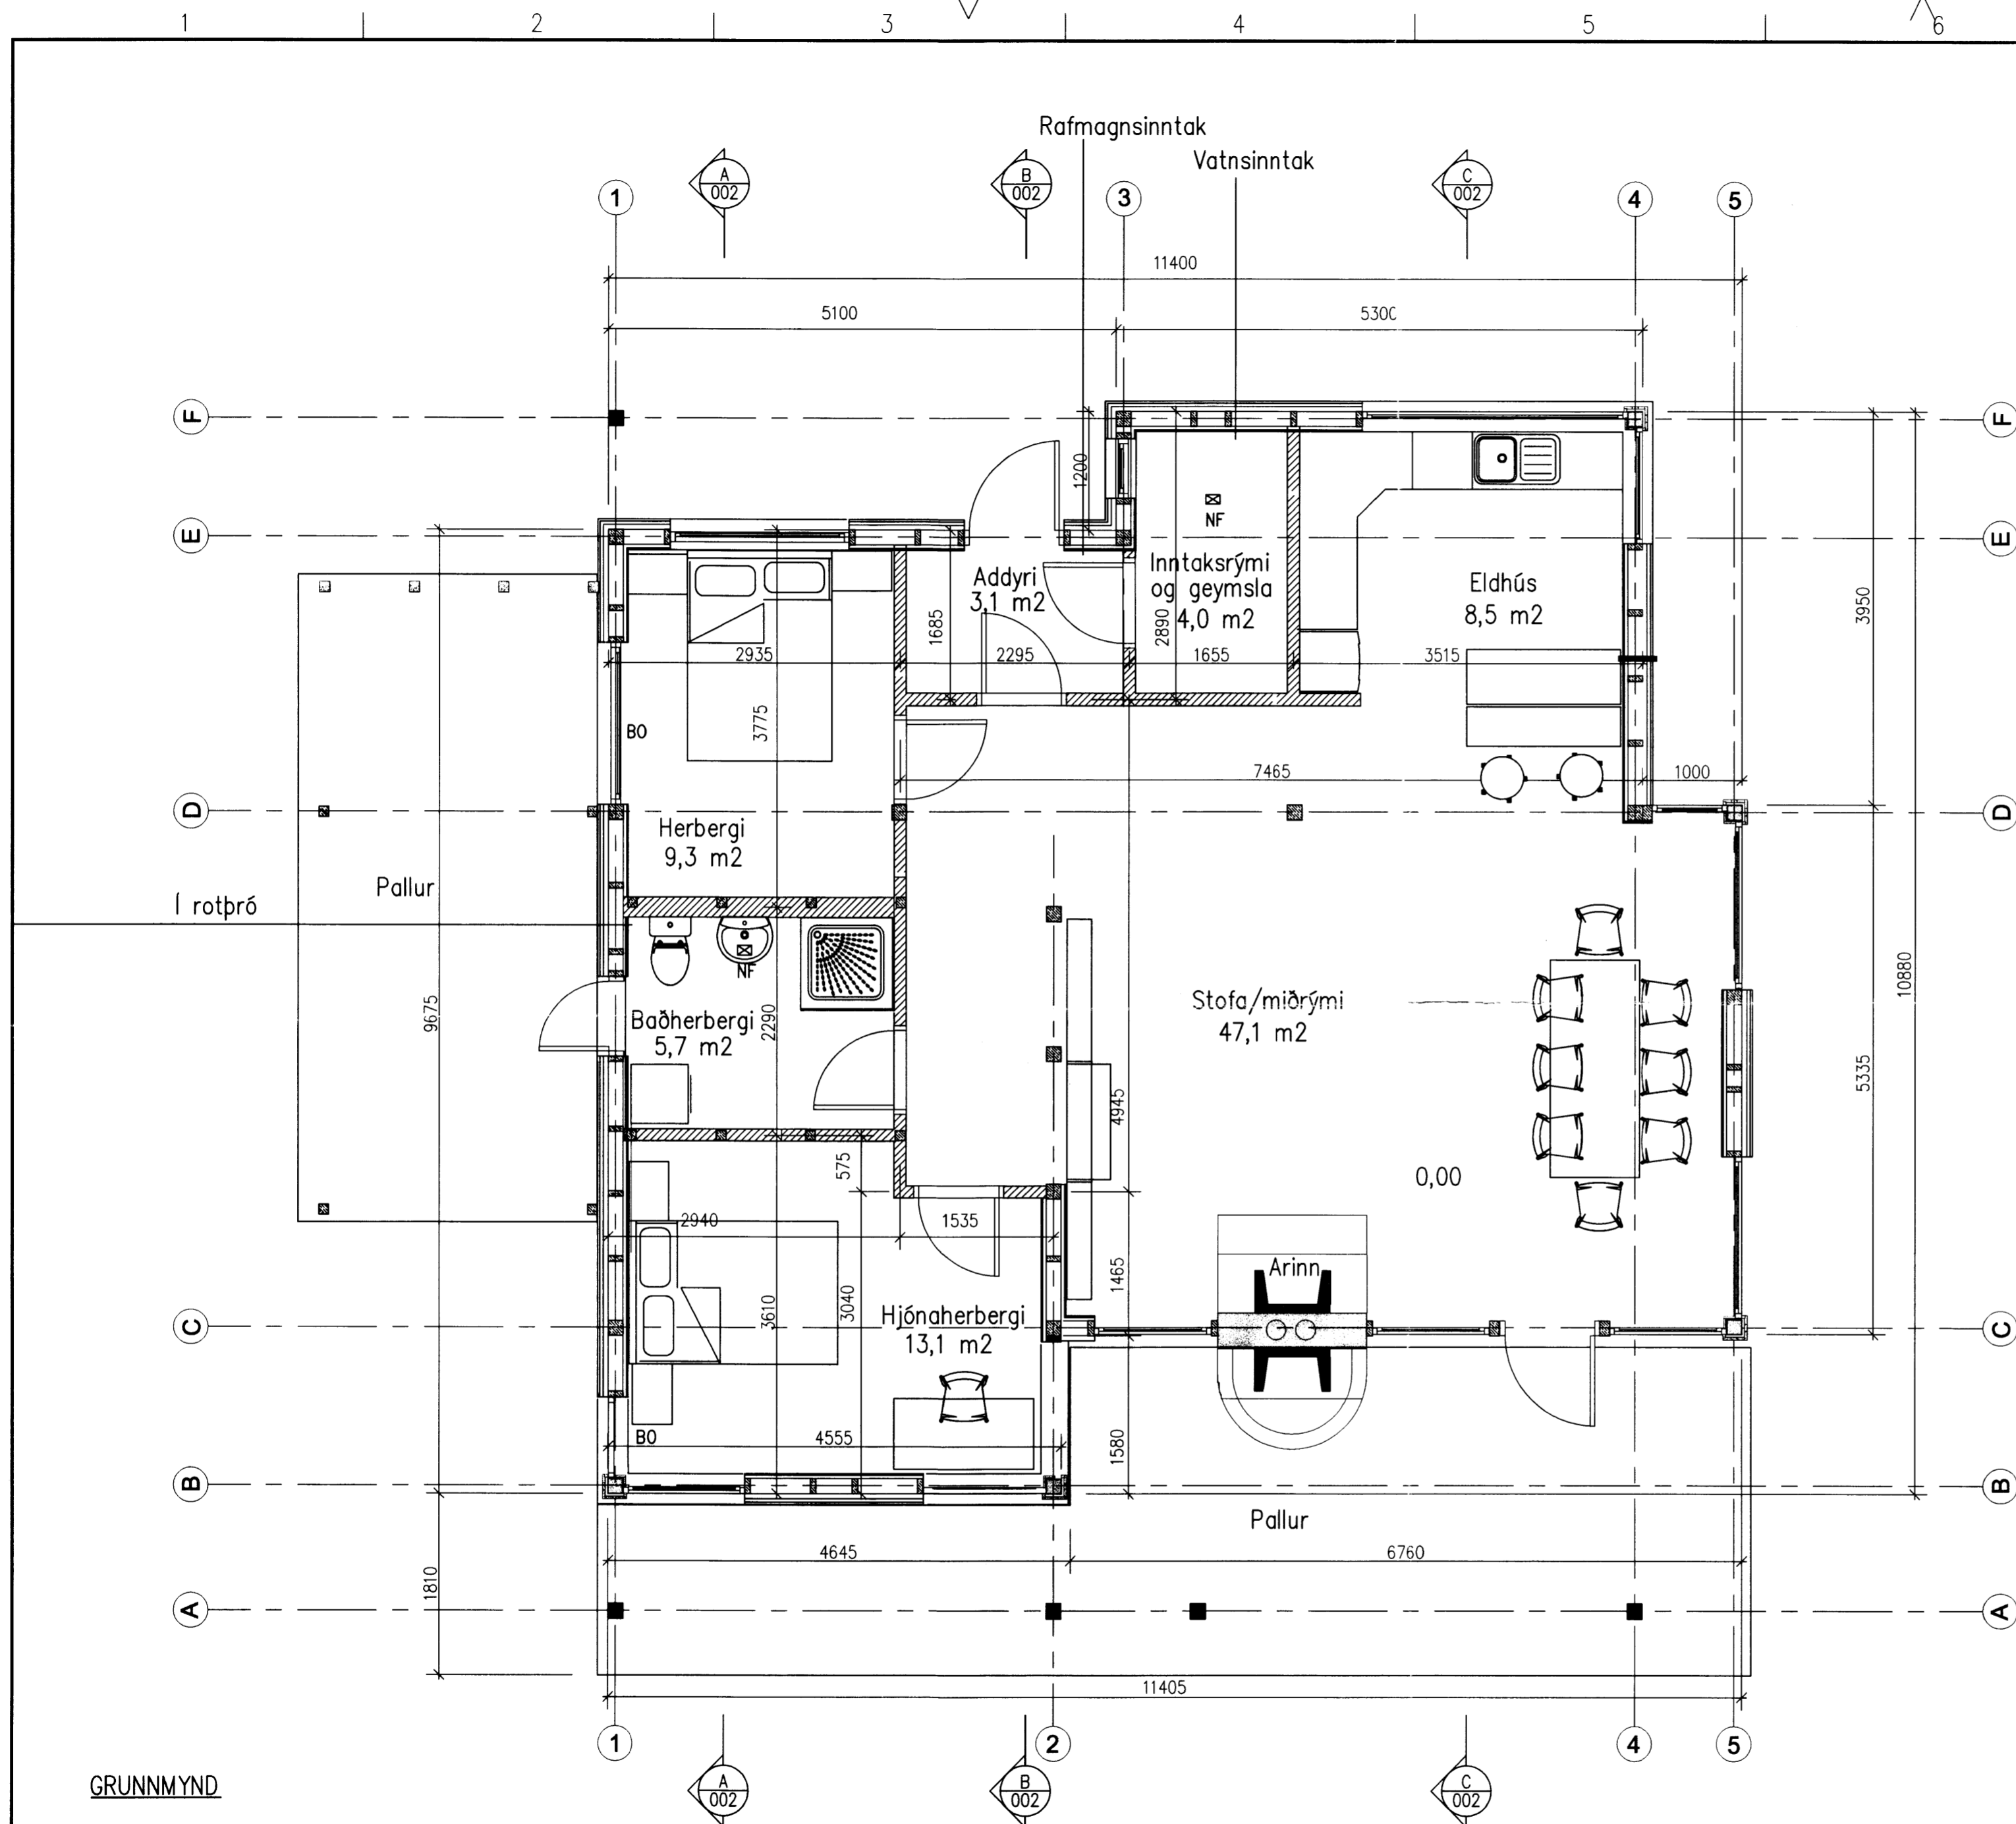 1 2 3 4 5 6
Rafmagnsinntak
Vatnsinntak
A
002
B
002
C
002
1 3 4 5
11400
5100 5300
F F
1200
E E
NF
Addyri
3,1 m2
Inntaksrými
og geymsla
4,0 m2
Eldhús
8,5 m2
1685
2890
3950
2935 2295 1655 3515
3775
BO
7465 1000
D D
Herbergi
9,3 m2
Pallur
Í rotþró
NF
9675
Baðherbergi
5,7 m2
2290
Stofa/miðrými
47,1 m2
10880
5335
4945
575
0,00
2940 1535
1465
Arinn
3610
3040
Hjónaherbergi
13,1 m2
C C
BO
4555
1580
B B
Pallur
4645 6760
1810
A A
11405
1 2 4 5
GRUNNMYND
A
002
B
002
C
002